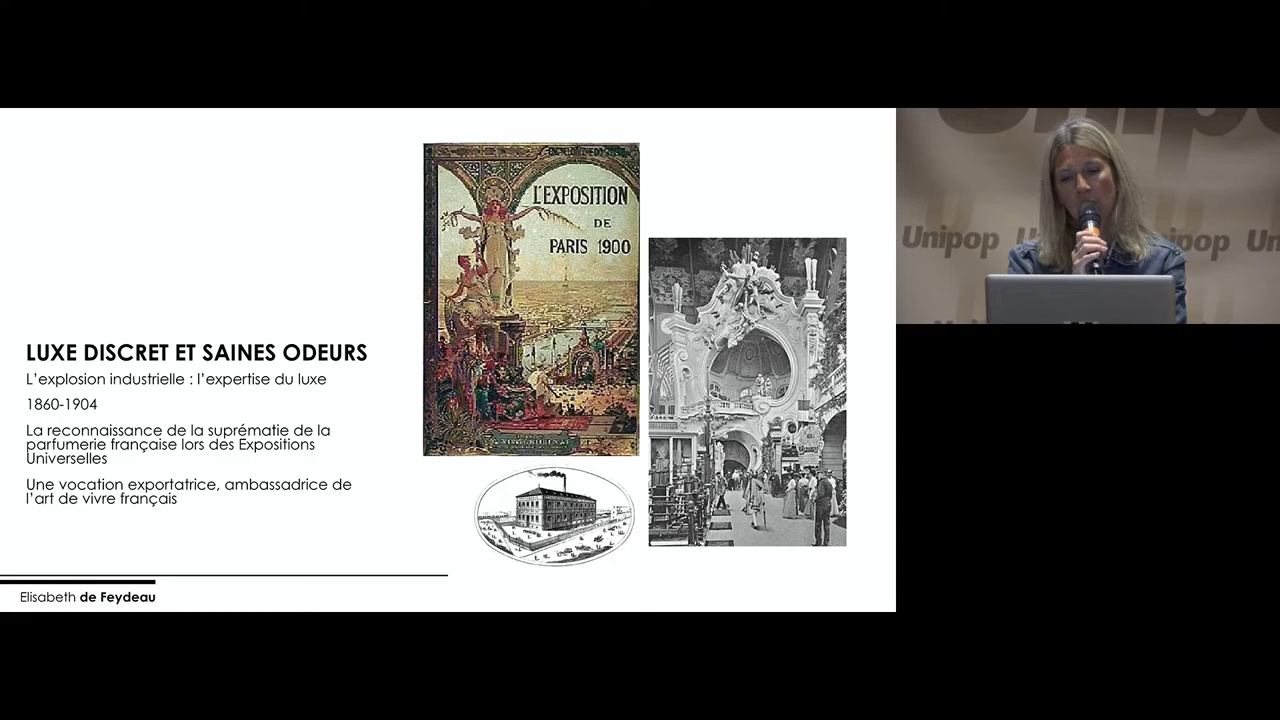 LUXE DISCRET ET SAINES ODEURS
L'explosion industrielle : l'expertise du luxe
1860-1904
La reconnaissance de la suprématie de la
parfumerie française lors des Expositions
Universelles
Une vocation exportatrice, ambassadrice de
l'art de vivre français
Elisabeth de Feydeau
L'EXPOSITION
DE
PARIS 1900
Unipop
Unipop